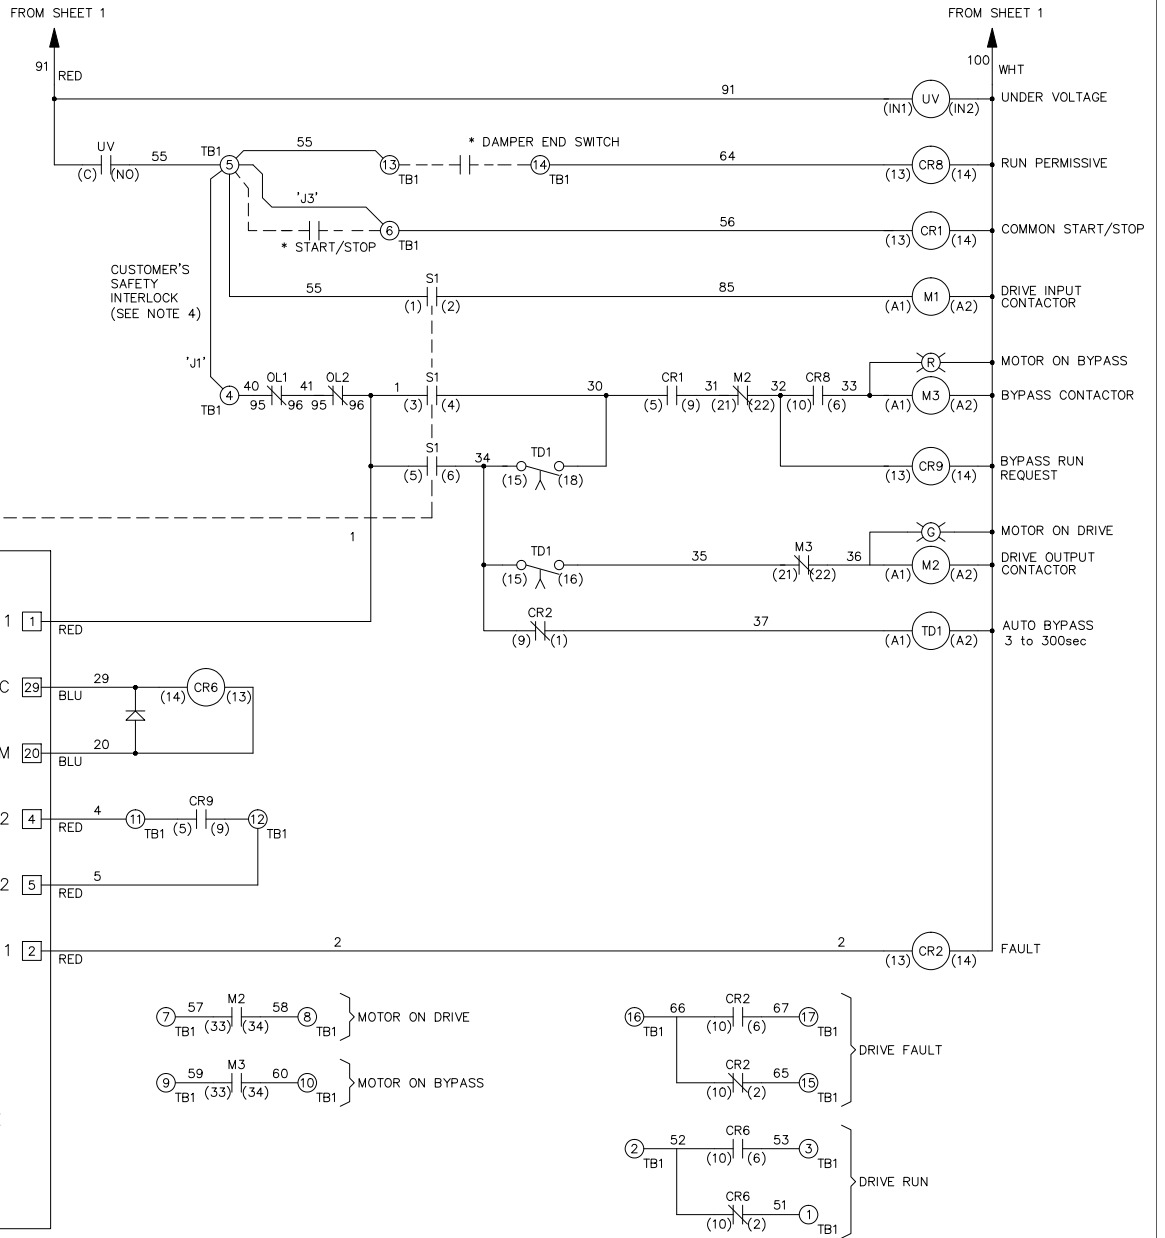 FROM SHEET 1
FROM SHEET 1
91
RED
100
WHT
91
(IN1) UV (IN2)
UNDER VOLTAGE
UV
(C) (NO)
55
TB1
5
55
13
TB1
* DAMPER END SWITCH
14
TB1
64
(13) CR8 (14)
RUN PERMISSIVE
'J3'
* START/STOP
6
TB1
56
(13) CR1 (14)
COMMON START/STOP
CUSTOMER'S
SAFETY
INTERLOCK
(SEE NOTE 4)
55
S1
(1) (2)
85
(A1) M1 (A2)
DRIVE INPUT
CONTACTOR
R
MOTOR ON BYPASS
'J1'
4
TB1
40
OL1
95 96
41
OL2
95 96
1
S1
(3) (4)
30
CR1
(5) (9)
31
M2
(21) (22)
32
CR8
(10) (6)
33
(A1) M3 (A2)
BYPASS CONTACTOR
S1
(5) (6)
34
TD1
(15) (18)
(13) CR9 (14)
BYPASS RUN
REQUEST
1
G
MOTOR ON DRIVE
TD1
(15) (16)
35
M3
(21) (22)
36
(A1) M2 (A2)
DRIVE OUTPUT
CONTACTOR
CR2
(9) (1)
37
(A1) TD1 (A2)
AUTO BYPASS
3 to 300sec
1 1
RED
C 29
BLU
29
(14) CR6 (13)
M 20
BLU
20
2 4
RED
4
11
TB1
CR9
(5) (9)
12
TB1
2 5
RED
5
1 2
RED
2
2
(13) CR2 (14)
FAULT
7
TB1
57
M2
(33) (34)
58
8
TB1
MOTOR ON DRIVE
9
TB1
59
M3
(33) (34)
60
10
TB1
MOTOR ON BYPASS
16
TB1
66
CR2
(10) (6)
67
17
TB1
CR2
(10) (2)
65
15
TB1
DRIVE FAULT
2
TB1
52
CR6
(10) (6)
53
3
TB1
CR6
(10) (2)
51
1
TB1
DRIVE RUN